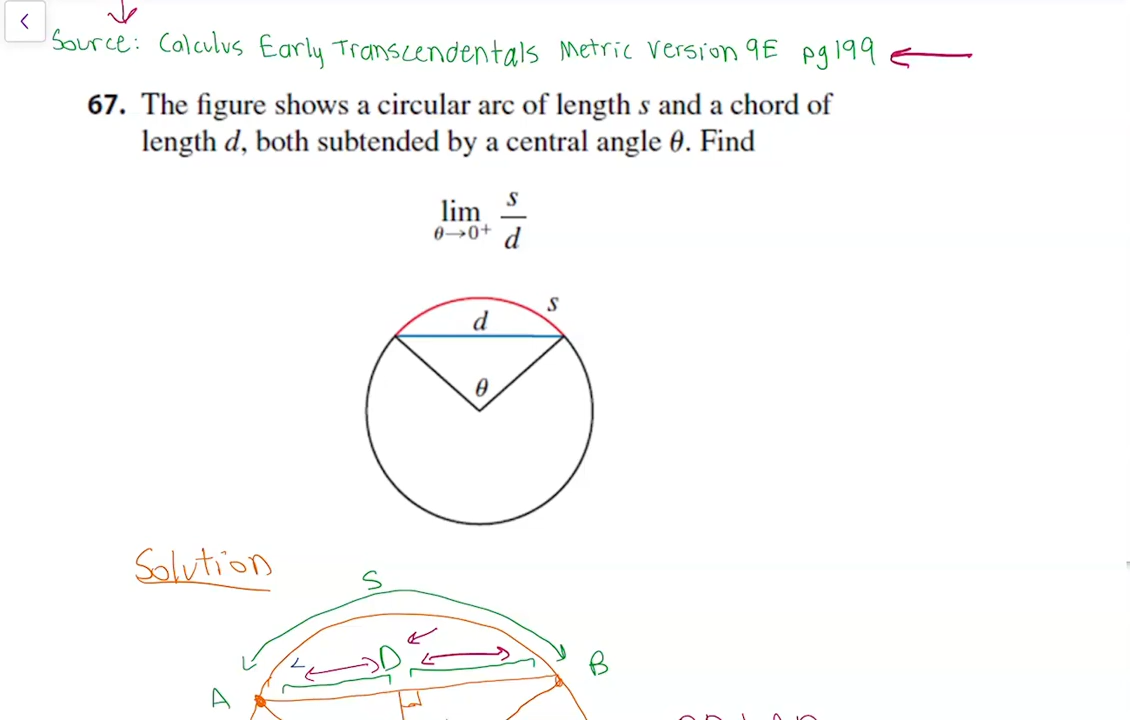 Source: Calculus Early Transcendentals Metric Version 9E pg 199
67. The figure shows a circular arc of length s and a chord of
length d, both subtended by a central angle θ. Find
lim θ→0⁺ s/d
s
d
θ
Solution
S
D
B
A